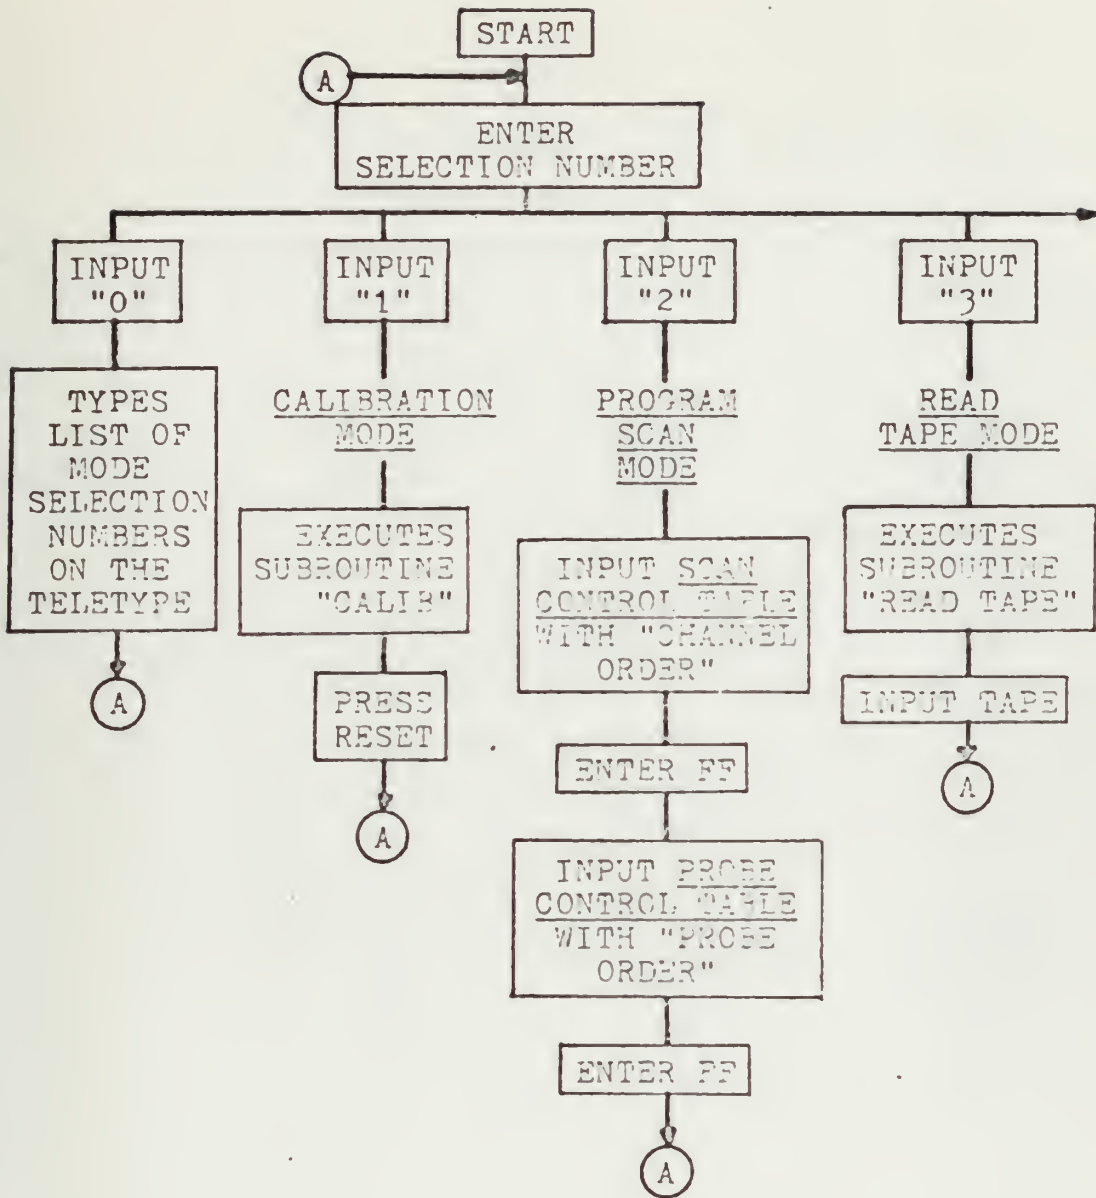 START
A
ENTER
SELECTION NUMBER
INPUT
"0"
TYPES
LIST OF
MODE
SELECTION
NUMBERS
ON THE
TELETYPE
A
INPUT
"1"
CALIBRATION
MODE
EXECUTES
SUBROUTINE
"CALIB"
PRESS
RESET
A
INPUT
"2"
PROGRAM
SCAN
MODE
INPUT SCAN
CONTROL TABLE
WITH "CHANNEL
ORDER"
ENTER FF
INPUT PROBE
CONTROL TABLE
WITH "PROBE
ORDER"
ENTER FF
A
INPUT
"3"
READ
TAPE MODE
EXECUTES
SUBROUTINE
"READ TAPE"
INPUT TAPE
A